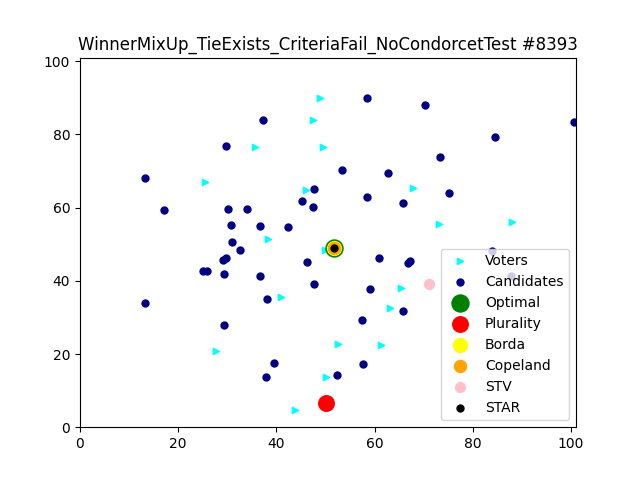 WinnerMixUp_TieExists_CriteriaFail_NoCondorcetTest #8393
100
80
60
40
20
0
0 20 40 60 80 100
Voters
Candidates
Optimal
Plurality
Borda
Copeland
STV
STAR